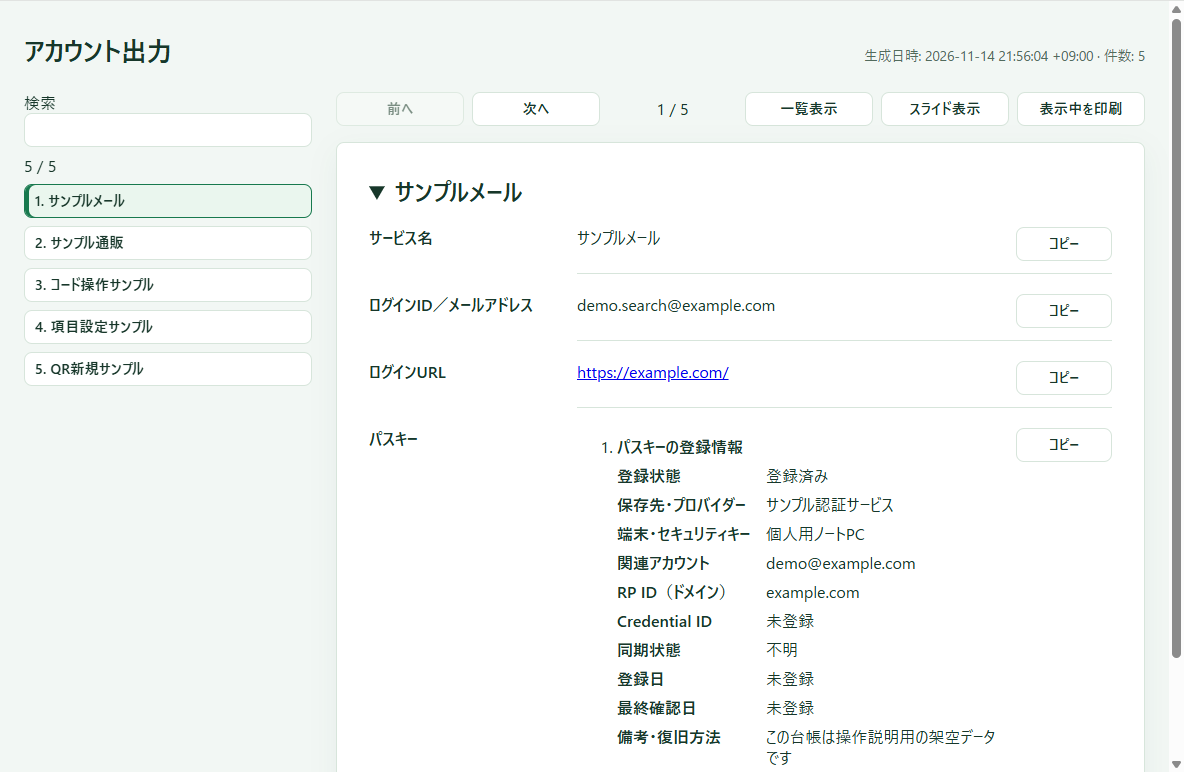 アカウント出力
生成日時: 2026-11-14 21:56:04 +09:00 · 件数: 5
検索
5 / 5
1. サンプルメール
2. サンプル通販
3. コード操作サンプル
4. 項目設定サンプル
5. QR新規サンプル
前へ
次へ
1 / 5
一覧表示
スライド表示
表示中を印刷
▼ サンプルメール
サービス名
サンプルメール
コピー
ログインID／メールアドレス
demo.search@example.com
コピー
ログインURL
https://example.com/
コピー
パスキー
コピー
1. パスキーの登録情報
登録状態 登録済み
保存先・プロバイダー サンプル認証サービス
端末・セキュリティキー 個人用ノートPC
関連アカウント demo@example.com
RP ID（ドメイン） example.com
Credential ID 未登録
同期状態 不明
登録日 未登録
最終確認日 未登録
備考・復旧方法 この台帳は操作説明用の架空データ
です